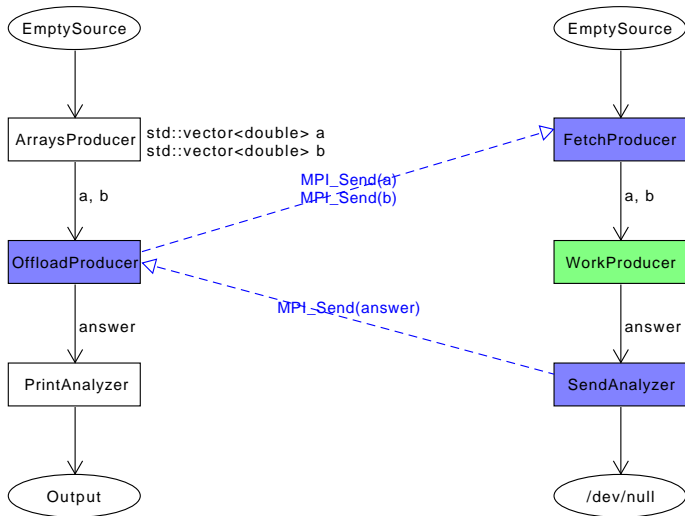 EmptySource
EmptySource
ArraysProducer
std::vector<double> a
std::vector<double> b
FetchProducer
MPI_Send(a)
MPI_Send(b)
a, b
a, b
OffloadProducer
WorkProducer
MPI_Send(answer)
answer
answer
PrintAnalyzer
SendAnalyzer
Output
/dev/null